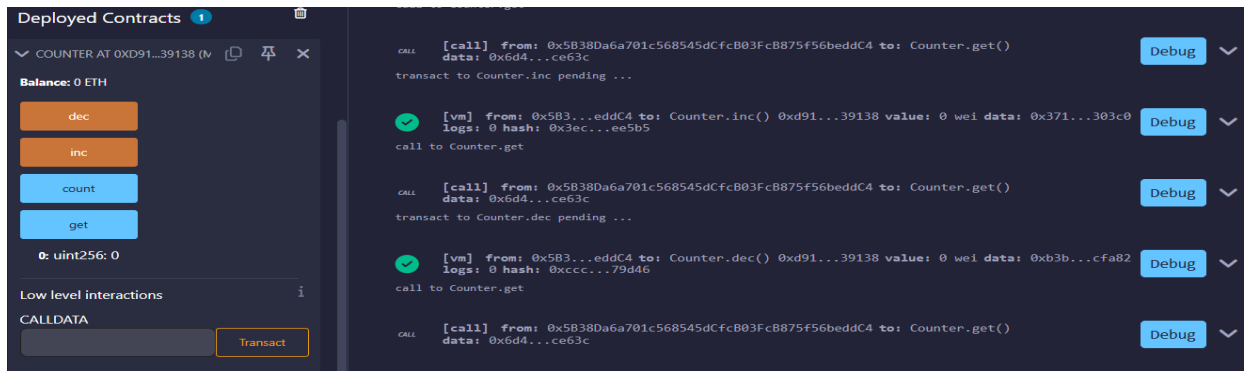 Deployed Contracts 1
COUNTER AT 0XD91...39138 (M
Balance: 0 ETH
dec
inc
count
get
0: uint256: 0
Low level interactions
i
CALLDATA
Transact
CALL [call] from: 0x5B38Da6a701c568545dCfcB03FcB875f56beddC4 to: Counter.get()
data: 0x6d4...ce63c
Debug
transact to Counter.inc pending ...
[vm] from: 0x5B3...eddC4 to: Counter.inc() 0xd91...39138 value: 0 wei data: 0x371...303c0
logs: 0 hash: 0x3ec...ee5b5
Debug
call to Counter.get
CALL [call] from: 0x5B38Da6a701c568545dCfcB03FcB875f56beddC4 to: Counter.get()
data: 0x6d4...ce63c
Debug
transact to Counter.dec pending ...
[vm] from: 0x5B3...eddC4 to: Counter.dec() 0xd91...39138 value: 0 wei data: 0xb3b...cfa82
logs: 0 hash: 0xccc...79d46
Debug
call to Counter.get
CALL [call] from: 0x5B38Da6a701c568545dCfcB03FcB875f56beddC4 to: Counter.get()
data: 0x6d4...ce63c
Debug